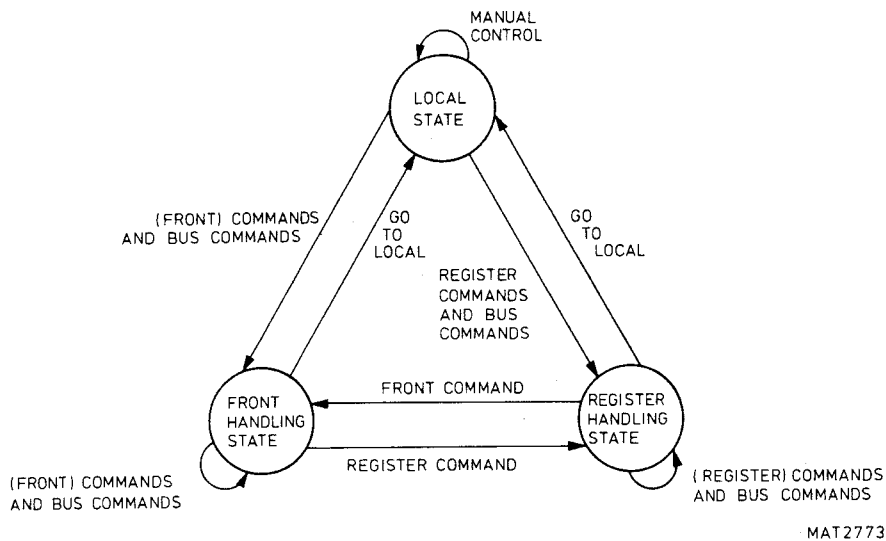 MANUAL
CONTROL
LOCAL
STATE
(FRONT) COMMANDS
AND BUS COMMANDS
GO
TO
LOCAL
GO
TO
LOCAL
REGISTER
COMMANDS
AND BUS
COMMANDS
FRONT
HANDLING
STATE
FRONT COMMAND
REGISTER COMMAND
REGISTER
HANDLING
STATE
(FRONT) COMMANDS
AND BUS COMMANDS
(REGISTER) COMMANDS
AND BUS COMMANDS
MAT2773